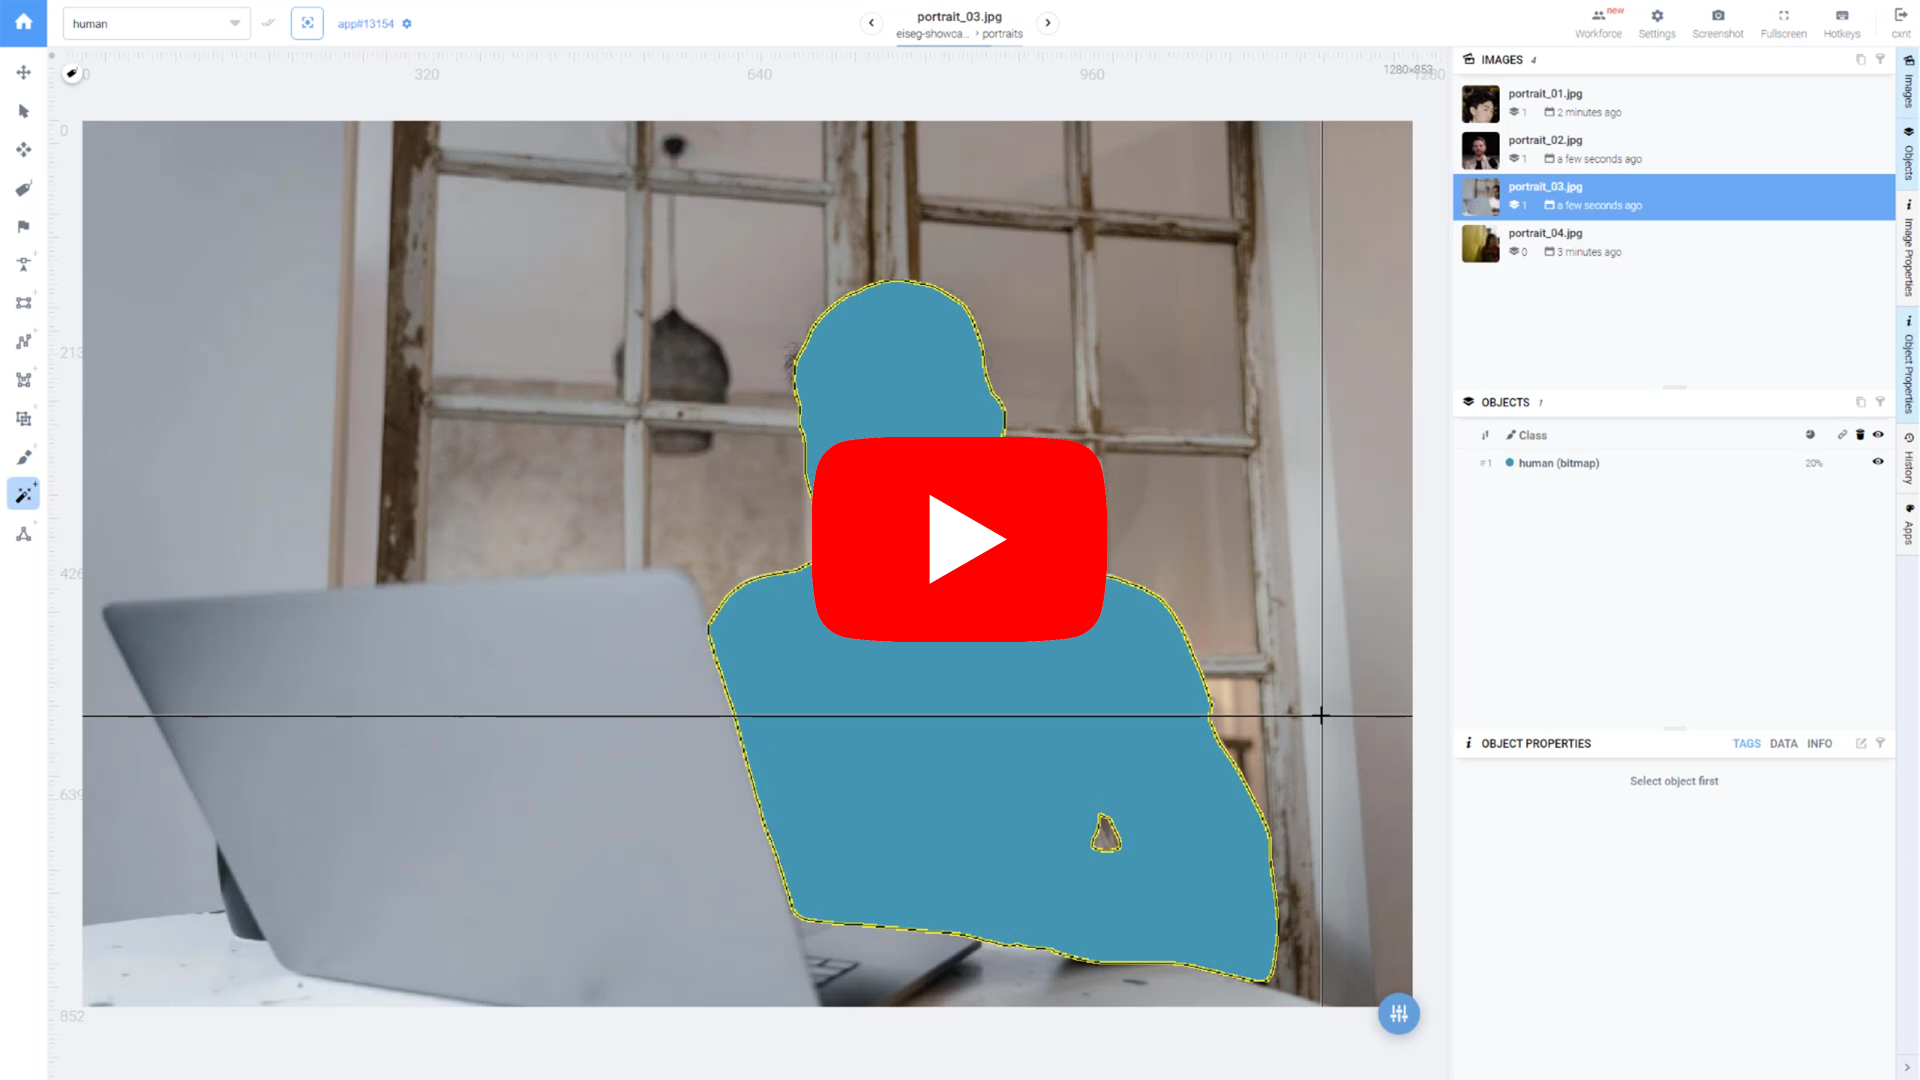 human
app#13154
portrait_03.jpg
eiseg-showca... > portraits
new
Workforce
Settings
Screenshot
Fullscreen
Hotkeys
cxnt
0
320
640
960
1280×853
1280
0
213
426
639
852
IMAGES 4
portrait_01.jpg
1 2 minutes ago
portrait_02.jpg
1 a few seconds ago
portrait_03.jpg
1 a few seconds ago
portrait_04.jpg
0 3 minutes ago
OBJECTS 1
Class
#1 human (bitmap) 20%
OBJECT PROPERTIES TAGS DATA INFO
Select object first
Images
Objects
Image Properties
Object Properties
History
Apps